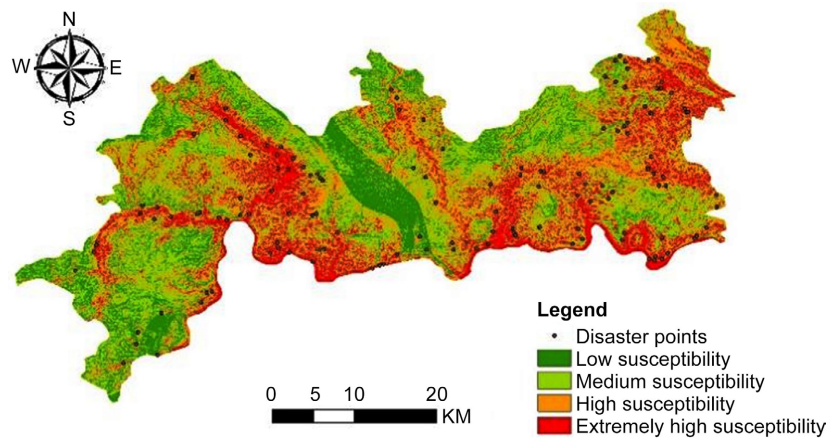 N
W E
S
Legend
Disaster points
Low susceptibility
Medium susceptibility
High susceptibility
Extremely high susceptibility
0 5 10 20
KM